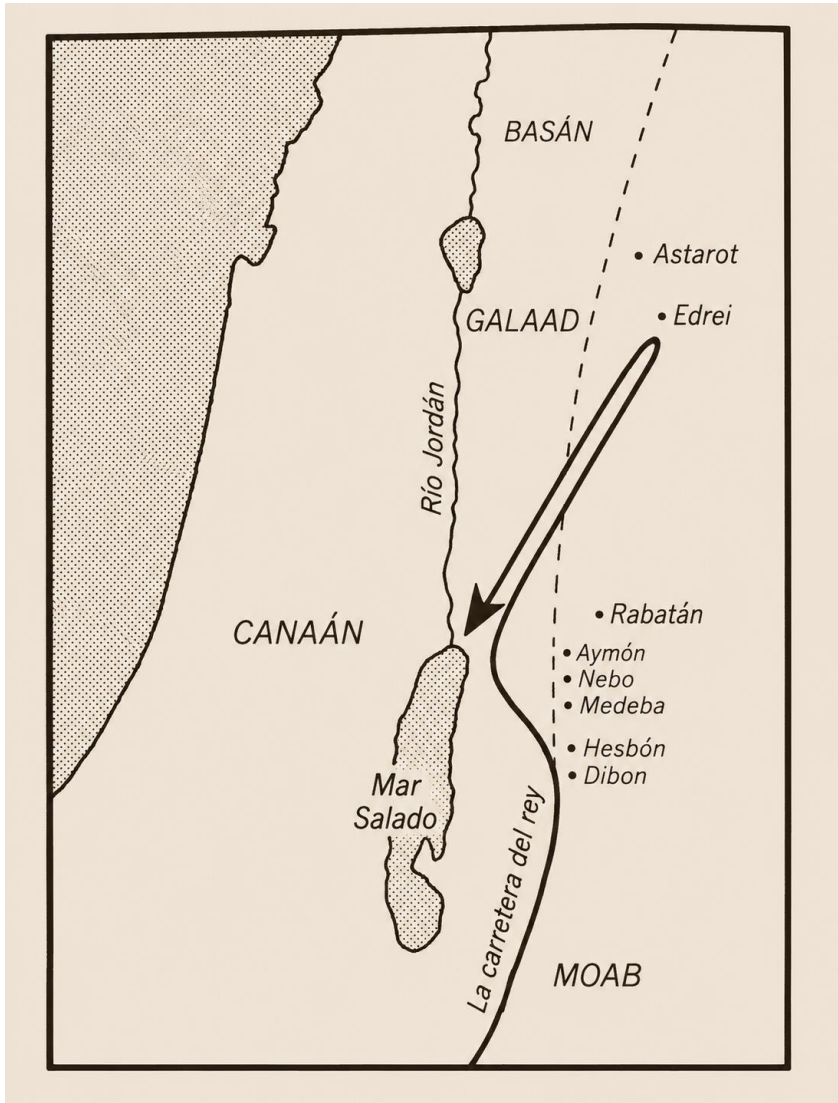 BASÁN
Astarot
GALAAD
Edrei
Río Jordán
CANAÁN
Rabatán
Aymón
Nebo
Medeba
Hesbón
Dibon
Mar
Salado
La carretera del rey
MOAB